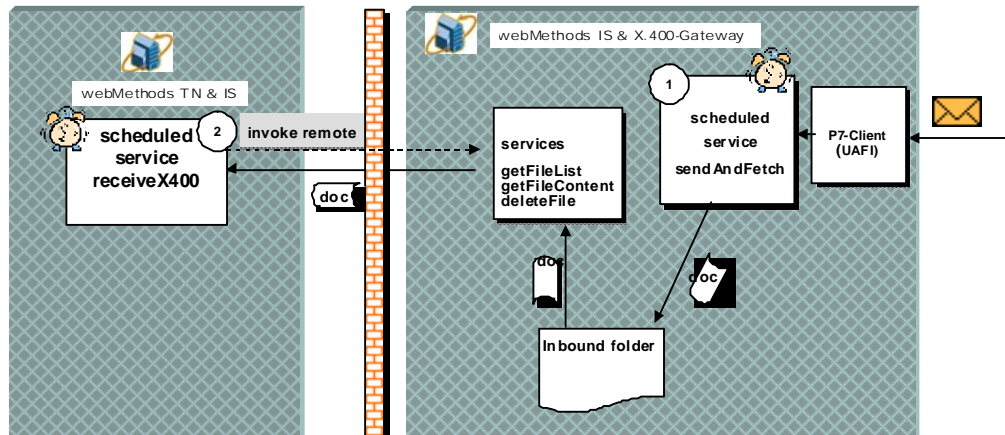 webMethods TN & IS
scheduled
service
receiveX400
2
invoke remote
doc
webMethods IS & X.400-Gateway
services
getFileList
getFileContent
deleteFile
1
scheduled
service
sendAndFetch
P7-Client
(UAFI)
doc
doc
Inbound folder